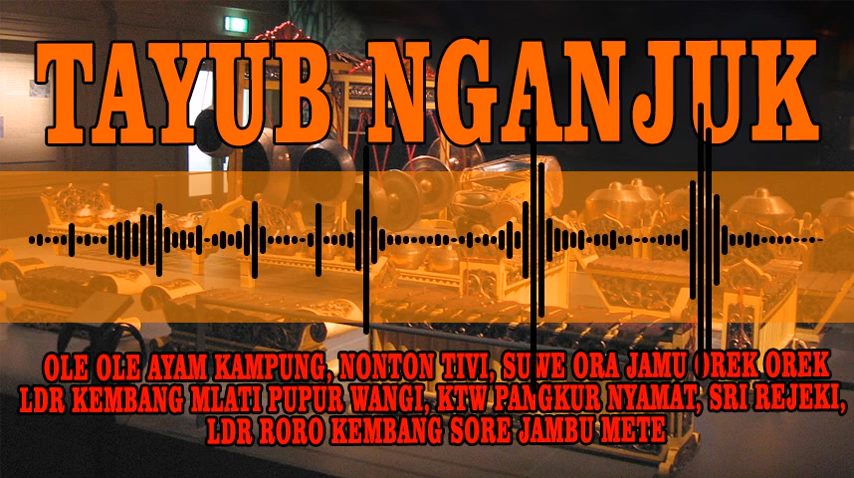 TAYUB NGANJUK
OLE OLE AYAM KAMPUNG, NONTON TIVI, SUWE ORA JAMU OREK OREK
LDR KEMBANG MLATI PUPUR WANGI, KTW PANGKUR NYAMAT, SRI REJEKI,
LDR RORO KEMBANG SORE JAMBU METE